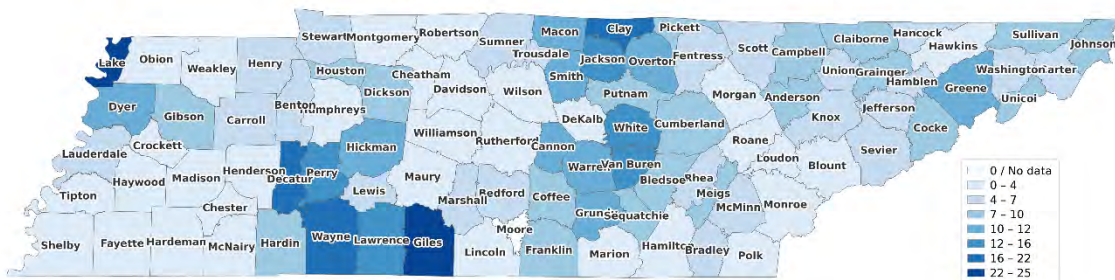 Lake
Obion
Weakley
Henry
Stewart
Montgomery
Robertson
Sumner
Macon
Clay
Pickett
Trousdale
Jackson
Overton
Fentress
Scott
Campbell
Claiborne
Hancock
Hawkins
Sullivan
Johnson
Dyer
Gibson
Carroll
Benton
Houston
Humphreys
Dickson
Cheatham
Davidson
Wilson
Smith
Putnam
Morgan
Anderson
Union
Grainger
Hamblen
Greene
Washington
Carter
Unicoi
Lauderdale
Crockett
Hickman
Williamson
Rutherford
DeKalb
Cannon
White
Cumberland
Roane
Knox
Jefferson
Cocke
Sevier
Tipton
Haywood
Madison
Henderson
Decatur
Perry
Lewis
Maury
Marshall
Redford
Coffee
Warren
Van Buren
Bledsoe
Rhea
Meigs
McMinn
Loudon
Monroe
Blount
Shelby
Fayette
Hardeman
Chester
McNairy
Hardin
Wayne
Lawrence
Giles
Lincoln
Moore
Franklin
Grundy
Sequatchie
Marion
Hamilton
Bradley
Polk
0 / No data
0 – 4
4 – 7
7 – 10
10 – 12
12 – 16
16 – 22
22 – 25